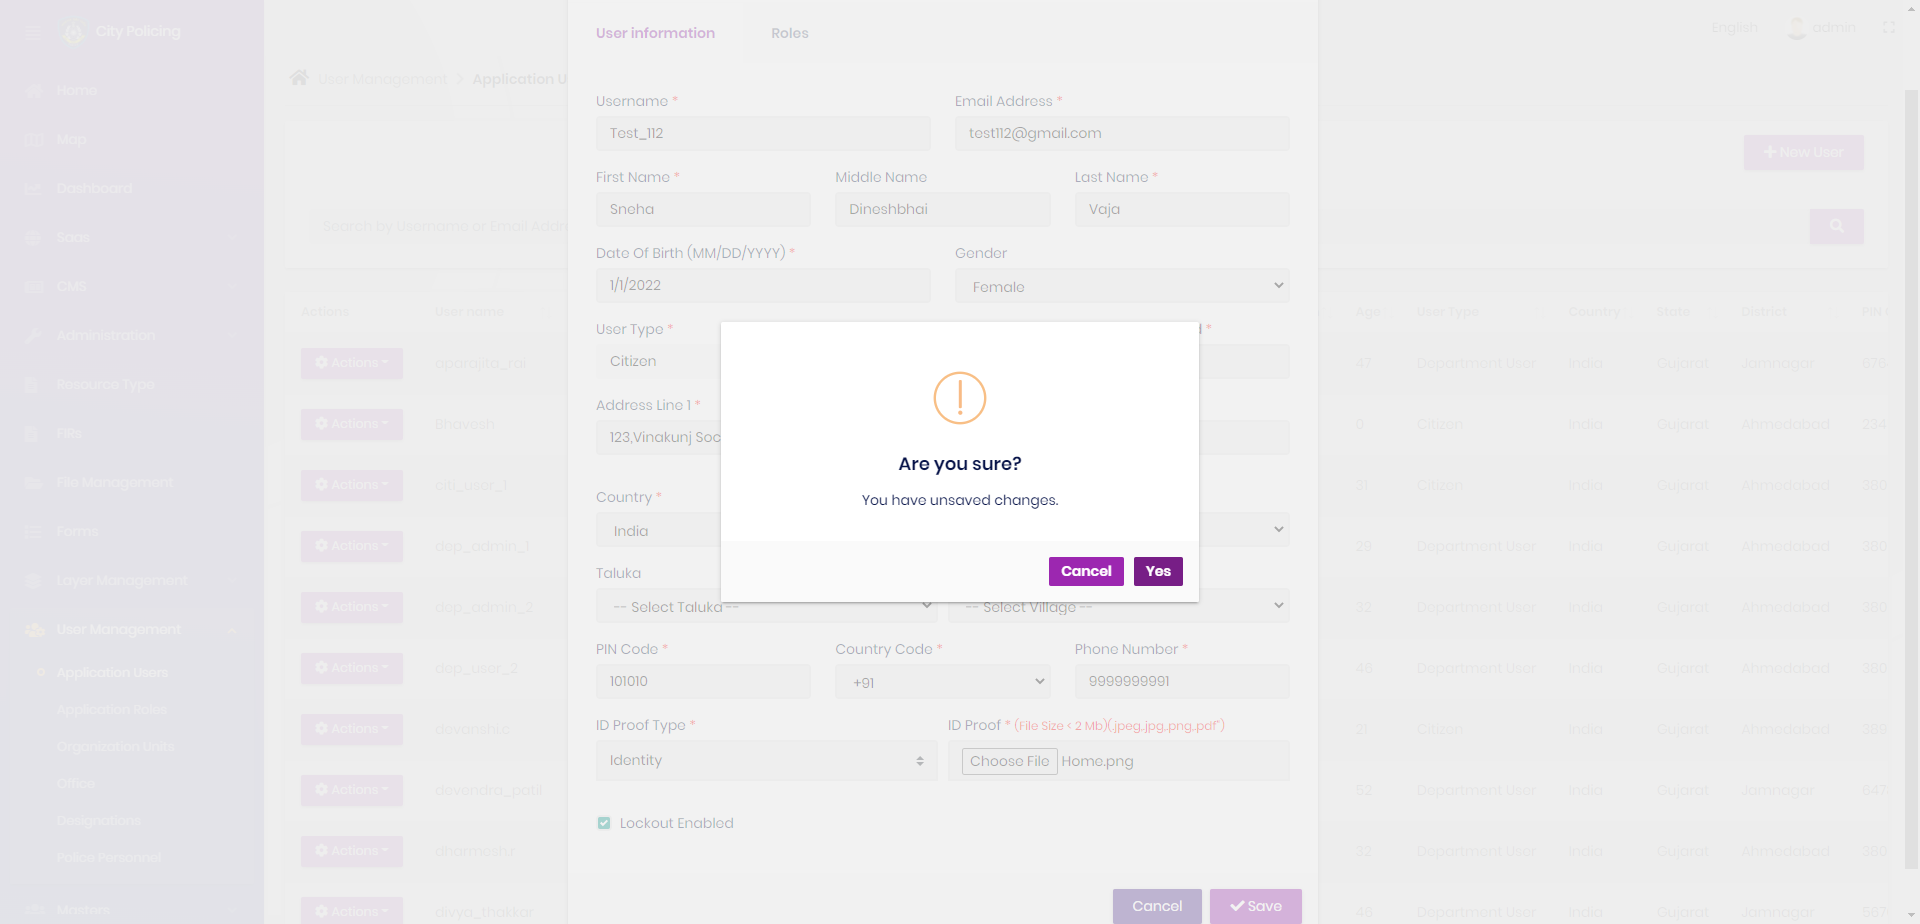 City Policing
Home
Map
Dashboard
CMS
Administration
Resource Type
FIRs
File Management
Forms
Layer Management
User Management
Application Users
Application Roles
Organization Units
Office
Designations
Police Personnel
Masters
English
admin
User Management > Application U
+ New User
Search by username or Email Addre
Actions User name Age User Type Country State District PIN
Actions aparajita_rai 47 Department User India Gujarat Jamnagar
Actions Bhavesh 0 Citizen India Gujarat Ahmedabad 234
Actions 31 Citizen India Gujarat Ahmedabad 380
Actions dep_admin_1 29 Department User India Gujarat Ahmedabad 380
Actions dep_admin_2 32 Department User India Gujarat Ahmedabad 380
Actions dep_user_2 46 Department User India Gujarat Ahmedabad 380
Actions 21 Citizen India Gujarat Ahmedabad 380
Actions devendra_patil 52 Department User India Gujarat Jamnagar 647
Actions 32 Department User India Gujarat Ahmedabad 380
Actions divya_thakkar 46 Department User India Gujarat Jamnagar
User information
Roles
Username *
Test_112
Email Address *
test112@gmail.com
First Name *
Sneha
Middle Name
Dineshbhai
Last Name *
Vaja
Date Of Birth (MM/DD/YYYY) *
1/1/2022
Gender
Female
User Type *
Citizen
Address Line 1 *
123,Vinakunj Soc
Country *
India
Taluka
-- Select Taluka --
-- Select Village --
PIN Code *
101010
Country Code *
+91
Phone Number *
9999999991
ID Proof Type *
Identity
ID Proof * (File Size < 2 Mb)(.jpeg,.jpg,.png,.pdf*)
Choose File Home.png
Lockout Enabled
Cancel
Save
Are you sure?
You have unsaved changes.
Cancel
Yes